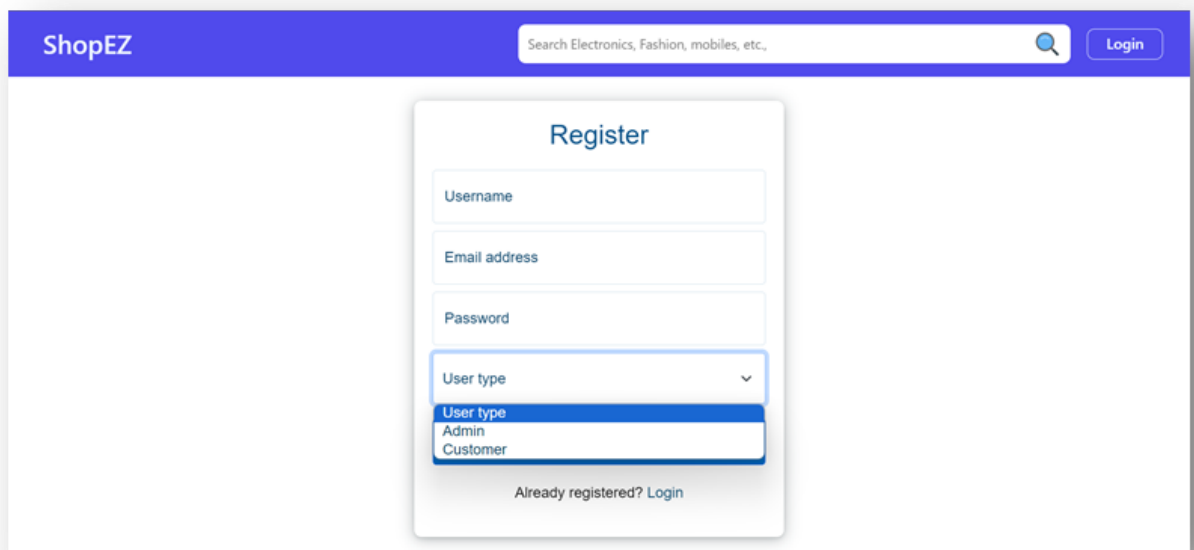 ShopEZ
Search Electronics, Fashion, mobiles, etc.,
Login
Register
Username
Email address
Password
User type
User type
Admin
Customer
Already registered? Login